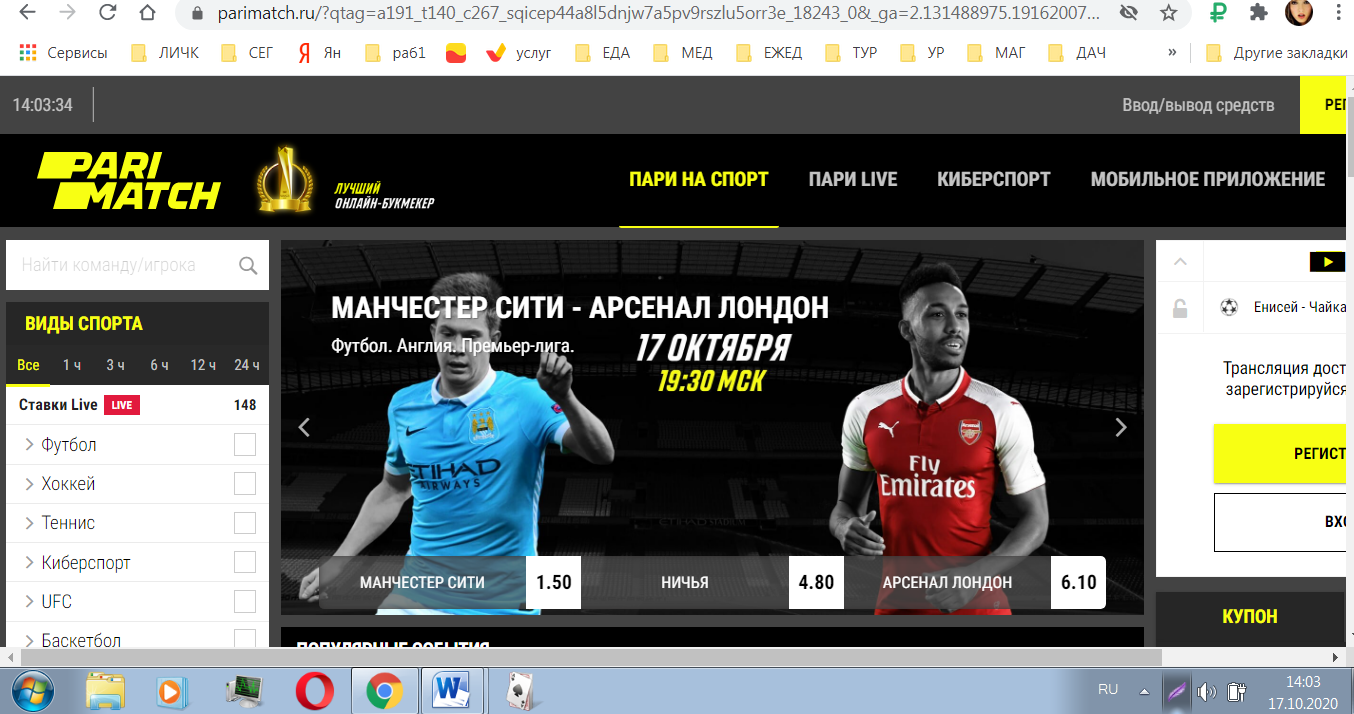 parimatch.ru/?qtag=a191_t140_c267_sqicep44a8l5dnjw7a5pv9rszlu5orr3e_18243_0&_ga=2.131488975.19162007...
Сервисы ЛИЧК СЕГ Ян раб1 услуг ЕДА МЕД ЕЖЕД ТУР УР МАГ ДАЧ » Другие закладки
14:03:34 Ввод/вывод средств РЕГ
PARI
MATCH
ЛУЧШИЙ
ОНЛАЙН-БУКМЕКЕР
ПАРИ НА СПОРТ ПАРИ LIVE КИБЕРСПОРТ МОБИЛЬНОЕ ПРИЛОЖЕНИЕ
Найти команду/игрока
ВИДЫ СПОРТА
Все 1 ч 3 ч 6 ч 12 ч 24 ч
Ставки Live LIVE 148
Футбол
Хоккей
Теннис
Киберспорт
UFC
Баскетбол
МАНЧЕСТЕР СИТИ - АРСЕНАЛ ЛОНДОН
Футбол. Англия. Премьер-лига.
17 ОКТЯБРЯ
19:30 МСК
ETIHAD
AIRWAYS
Fly
Emirates
ETIHAD STADIUM
МАНЧЕСТЕР СИТИ 1.50 НИЧЬЯ 4.80 АРСЕНАЛ ЛОНДОН 6.10
ПОПУЛЯРНЫЕ СОБЫТИЯ
Енисей - Чайка
Трансляция дост
зарегистрируйся
РЕГИСТ
ВХО
КУПОН
RU
14:03
17.10.2020